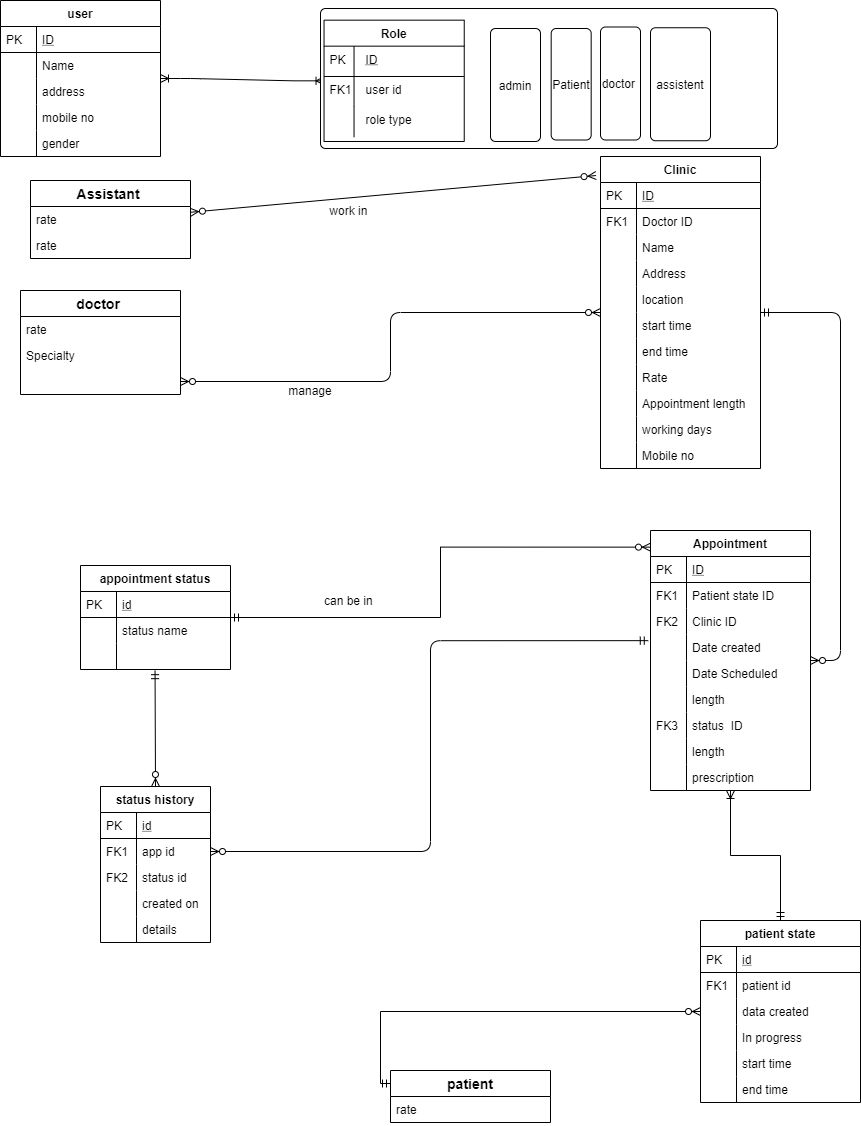 user
PK ID
Name
address
mobile no
gender
Role
PK ID
FK1 user id
role type
admin
Patient
doctor
assistent
Assistant
rate
rate
work in
Clinic
PK ID
FK1 Doctor ID
Name
Address
location
start time
end time
Rate
Appointment length
working days
Mobile no
doctor
rate
Specialty
manage
Appointment
PK ID
FK1 Patient state ID
FK2 Clinic ID
Date created
Date Scheduled
length
FK3 status ID
length
prescription
appointment status
PK id
status name
can be in
status history
PK id
FK1 app id
FK2 status id
created on
details
patient state
PK id
FK1 patient id
data created
In progress
start time
end time
patient
rate